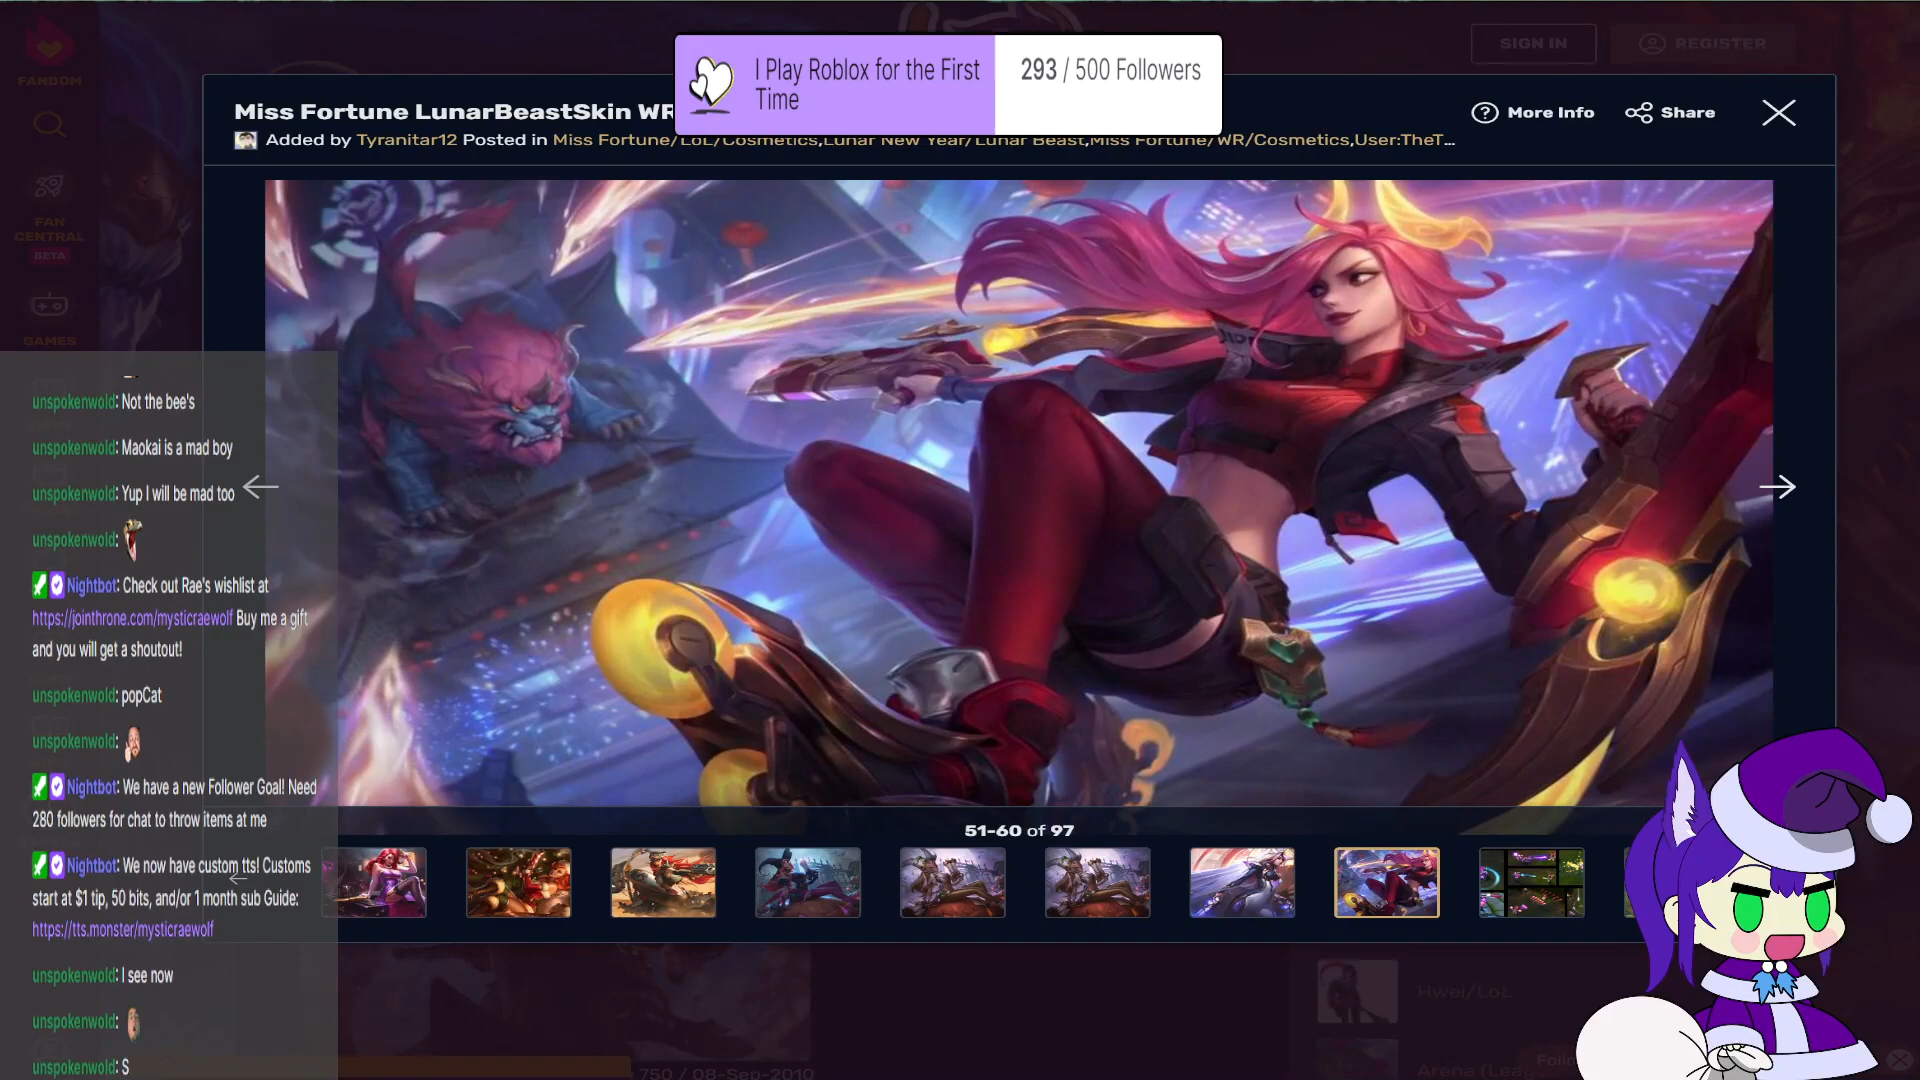 FANDOM
FAN
CENTRAL
BETA
GAMES
SIGN IN
REGISTER
I Play Roblox for the First
Time
293 / 500 Followers
Miss Fortune LunarBeastSkin WR
More Info
Share
Added by Tyranitar12 Posted in Miss Fortune/LoL/Cosmetics,Lunar New Year/Lunar Beast,Miss Fortune/WR/Cosmetics,User:TheT...
unspokenwold: Not the bee's
unspokenwold: Maokai is a mad boy
unspokenwold: Yup I will be mad too
unspokenwold:
Nightbot: Check out Rae's wishlist at
https://jointhrone.com/mysticraewolf Buy me a gift
and you will get a shoutout!
unspokenwold: popCat
unspokenwold:
Nightbot: We have a new Follower Goal! Need
280 followers for chat to throw items at me
Nightbot: We now have custom tts! Customs
start at $1 tip, 50 bits, and/or 1 month sub Guide:
https://tts.monster/mysticraewolf
unspokenwold: I see now
unspokenwold:
unspokenwold: S
51-60 of 97
Hwei/LoL
Arena (Lea
Follo
750 / 08-Sep-2010